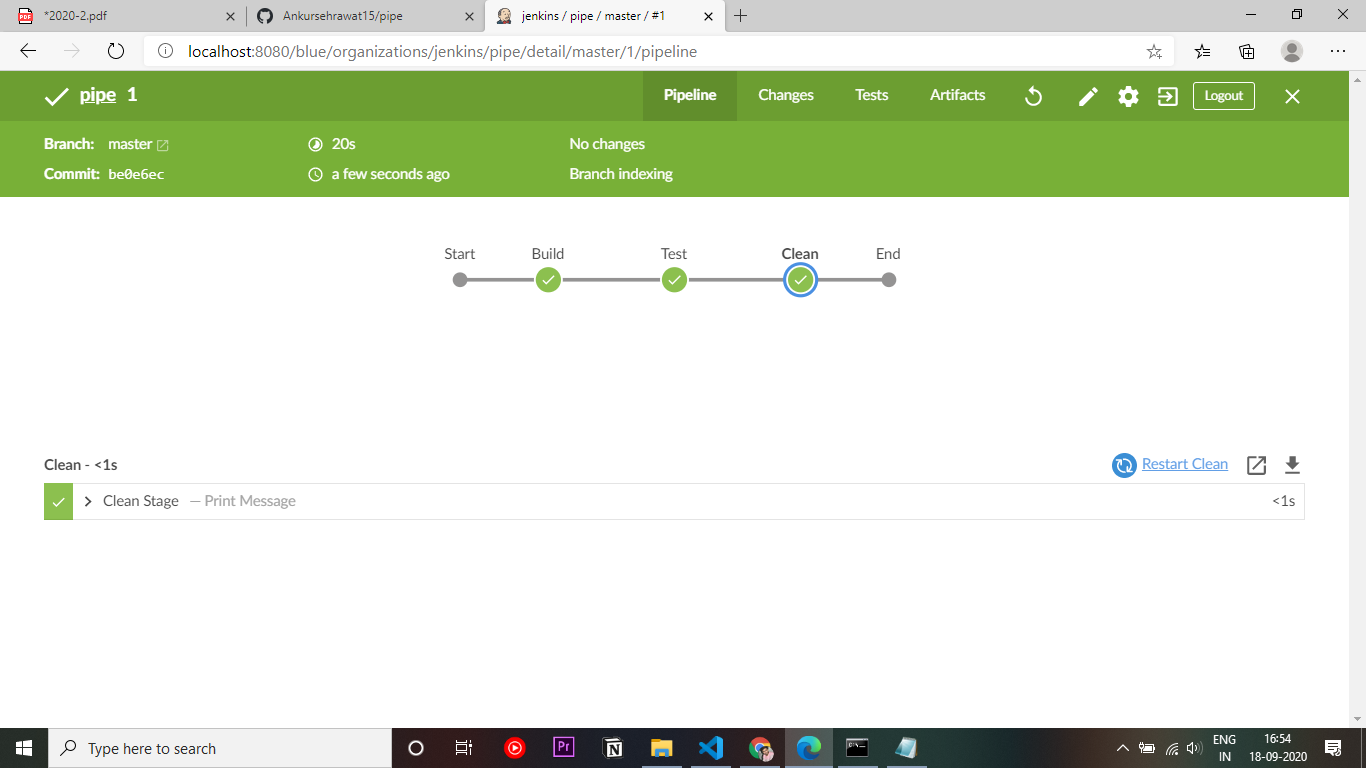 *2020-2.pdf
Ankursehrawat15/pipe
jenkins / pipe / master / #1
localhost:8080/blue/organizations/jenkins/pipe/detail/master/1/pipeline
pipe 1
Pipeline
Changes
Tests
Artifacts
Logout
Branch: master
20s
No changes
Commit: be0e6ec
a few seconds ago
Branch indexing
Start
Build
Test
Clean
End
Clean - <1s
Restart Clean
Clean Stage — Print Message
<1s
Type here to search
Pr
ENG
IN
16:54
18-09-2020